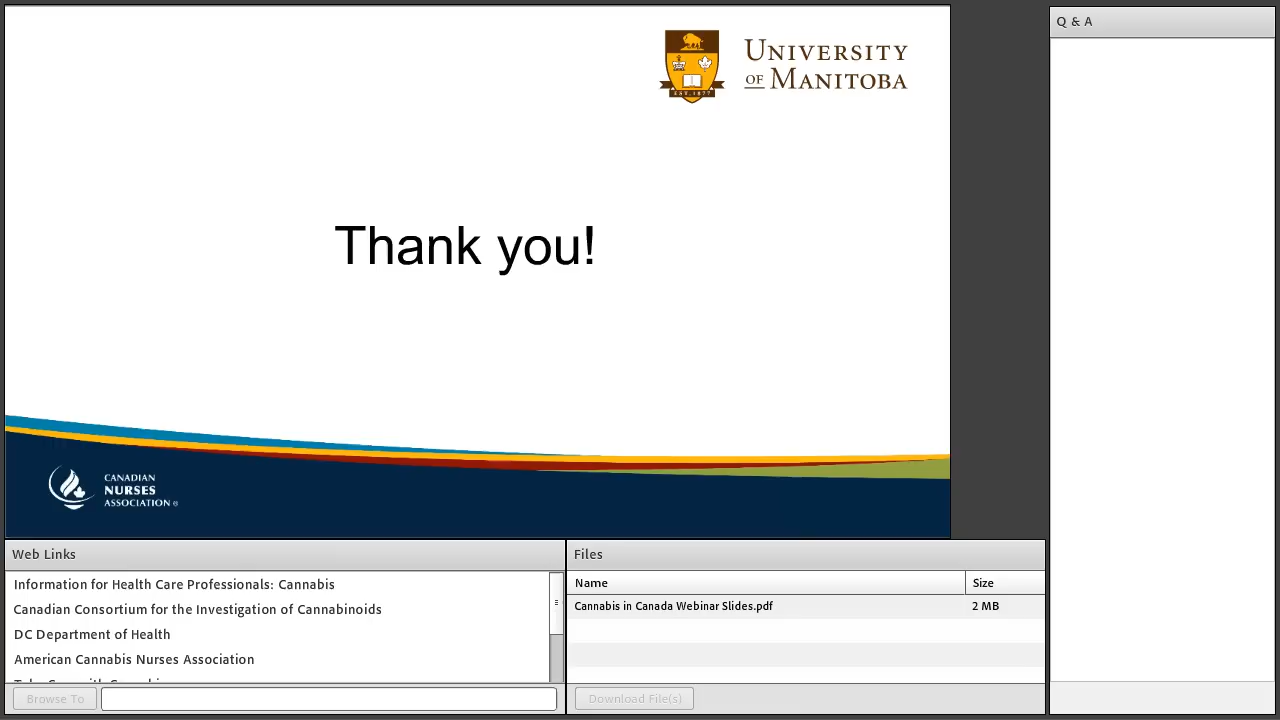 UNIVERSITY
OF MANITOBA
EST. 1877
Thank you!
CANADIAN
NURSES
ASSOCIATION®
Q & A
Web Links
Information for Health Care Professionals: Cannabis
Canadian Consortium for the Investigation of Cannabinoids
DC Department of Health
American Cannabis Nurses Association
Browse To
Files
Name Size
Cannabis in Canada Webinar Slides.pdf 2 MB
Download File(s)